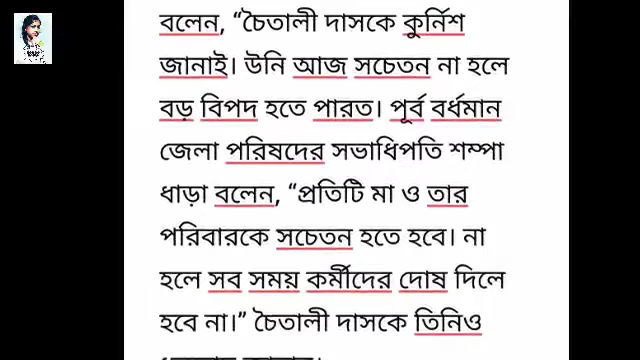 বলেন, “চৈতালী দাসকে কুর্নিশ
জানাই। উনি আজ সচেতন না হলে
বড় বিপদ হতে পারত। পূর্ব বর্ধমান
জেলা পরিষদের সভাধিপতি শম্পা
ধাড়া বলেন, “প্রতিটি মা ও তার
পরিবারকে সচেতন হতে হবে। না
হলে সব সময় কর্মীদের দোষ দিলে
হবে না।” চৈতালী দাসকে তিনিও